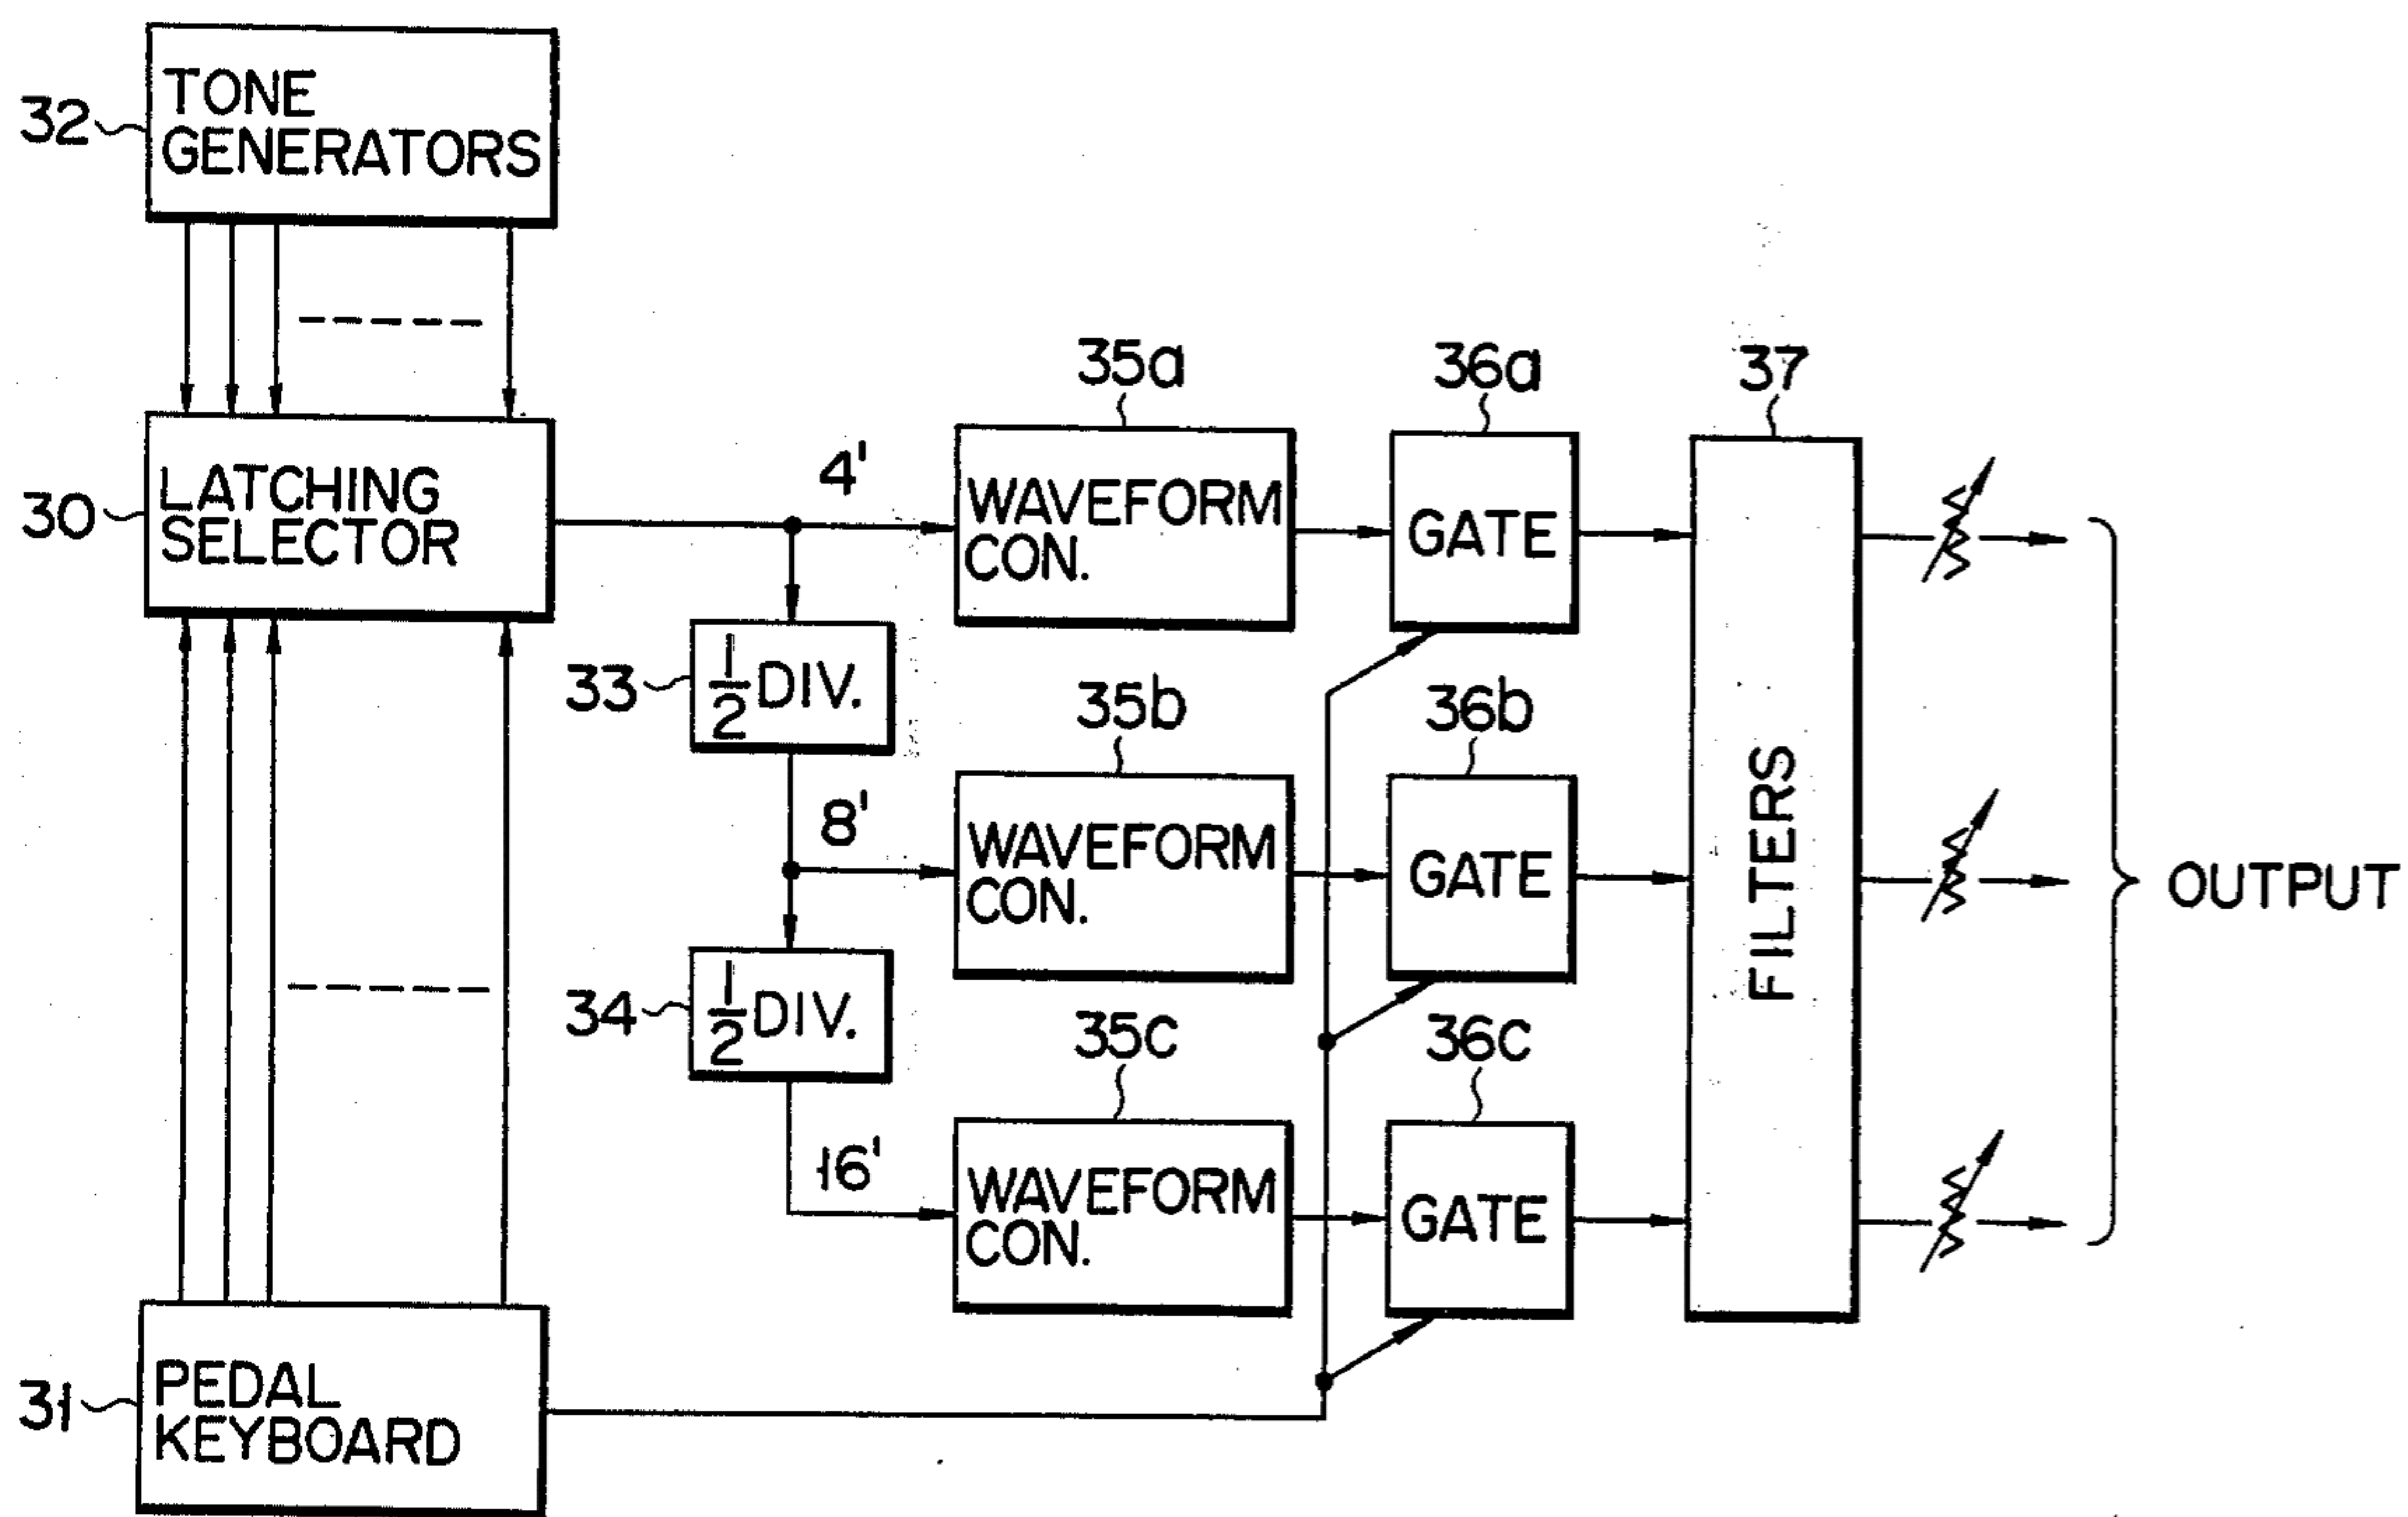 32
TONE
GENERATORS
30
LATCHING
SELECTOR
4'
35a
WAVEFORM
CON.
36a
GATE
37
FILTERS
33
1/2 DIV.
8'
35b
WAVEFORM
CON.
36b
GATE
OUTPUT
34
1/2 DIV.
16'
35c
WAVEFORM
CON.
36c
GATE
31
PEDAL
KEYBOARD